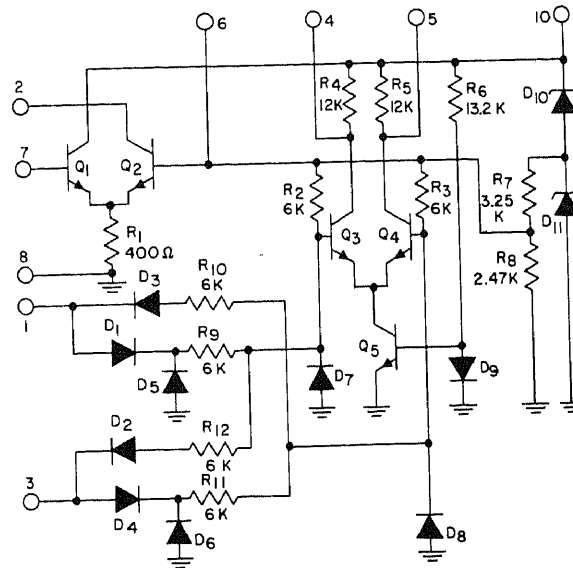 6
4
5
10
2
R4
12K
R5
12K
R6
13.2 K
D10
7
Q1
Q2
R2
6K
R3
6K
R7
3.25
K
D11
R1
400Ω
Q3
Q4
R8
2.47K
8
1
D3
R10
6K
D1
R9
6K
D5
D7
Q5
D9
D2
R12
6K
3
D4
R11
6K
D6
D8